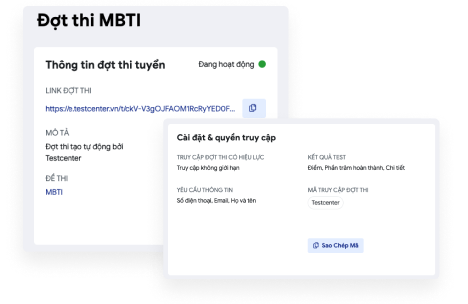 Đợt thi MBTI
Thông tin đợt thi tuyển
Đang hoạt động
LINK ĐỢT THI
https://e.testcenter.vn/t/ckV-V3gOJFAOM1RcRyYED0F...
MÔ TẢ
Đợt thi tạo tự động bởi
Testcenter
ĐỀ THI
MBTI
Cài đặt & quyền truy cập
TRUY CẬP ĐỢT THI CÓ HIỆU LỰC
Truy cập không giới hạn
KẾT QUẢ TEST
Điểm, Phần trăm hoàn thành, Chi tiết
YÊU CẦU THÔNG TIN
Số điện thoại, Email, Họ và tên
MÃ TRUY CẬP ĐỢT THI
Testcenter
Sao Chép Mã